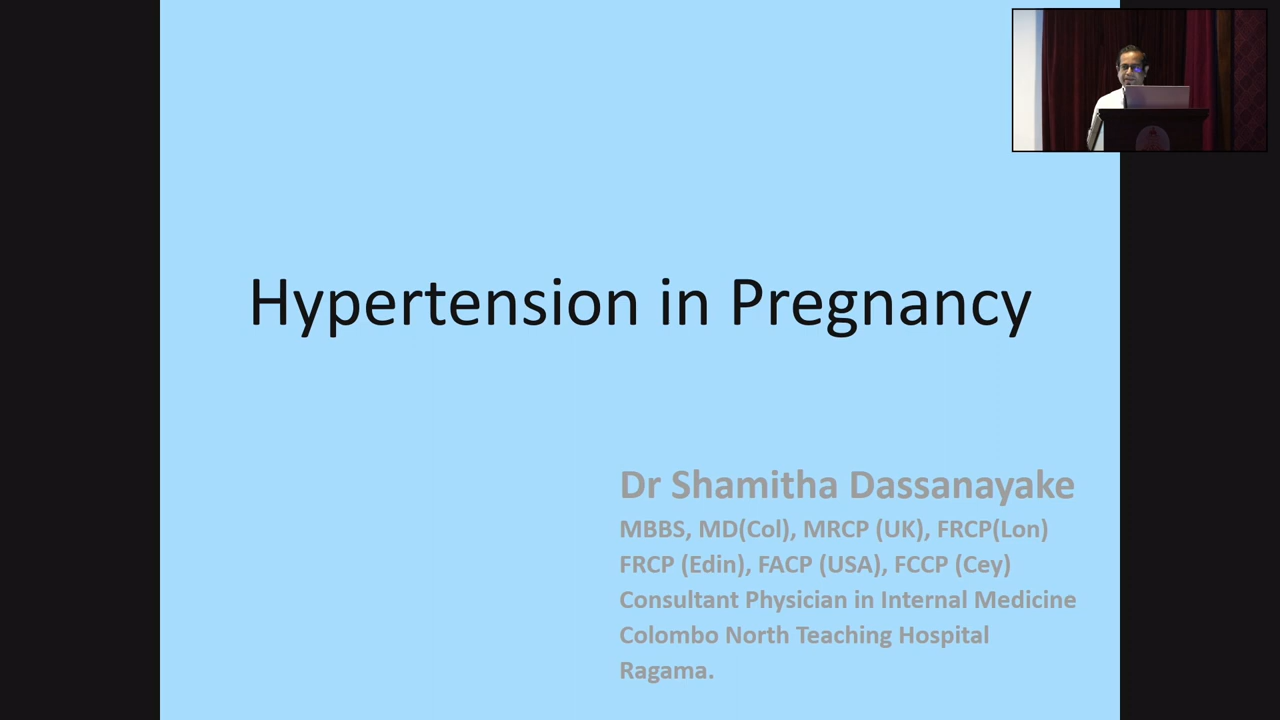 Hypertension in Pregnancy
Dr Shamitha Dassanayake
MBBS, MD(Col), MRCP (UK), FRCP(Lon)
FRCP (Edin), FACP (USA), FCCP (Cey)
Consultant Physician in Internal Medicine
Colombo North Teaching Hospital
Ragama.